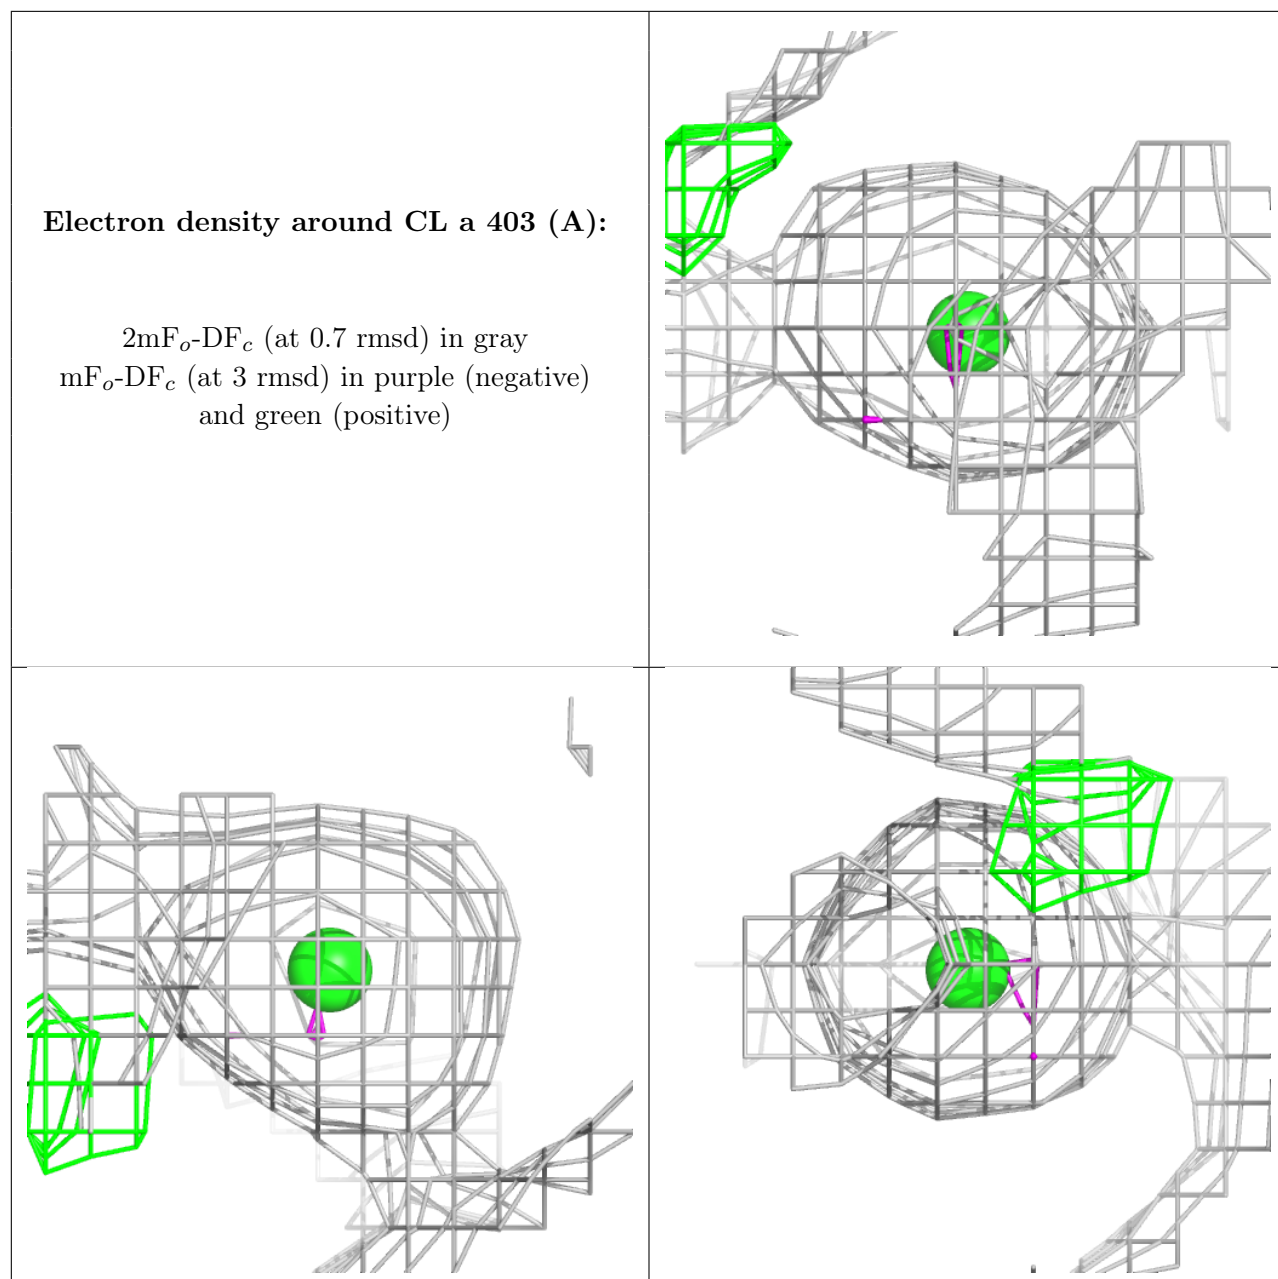 Electron density around CL a 403 (A):
2mFo-DFc (at 0.7 rmsd) in gray
mFo-DFc (at 3 rmsd) in purple (negative)
and green (positive)